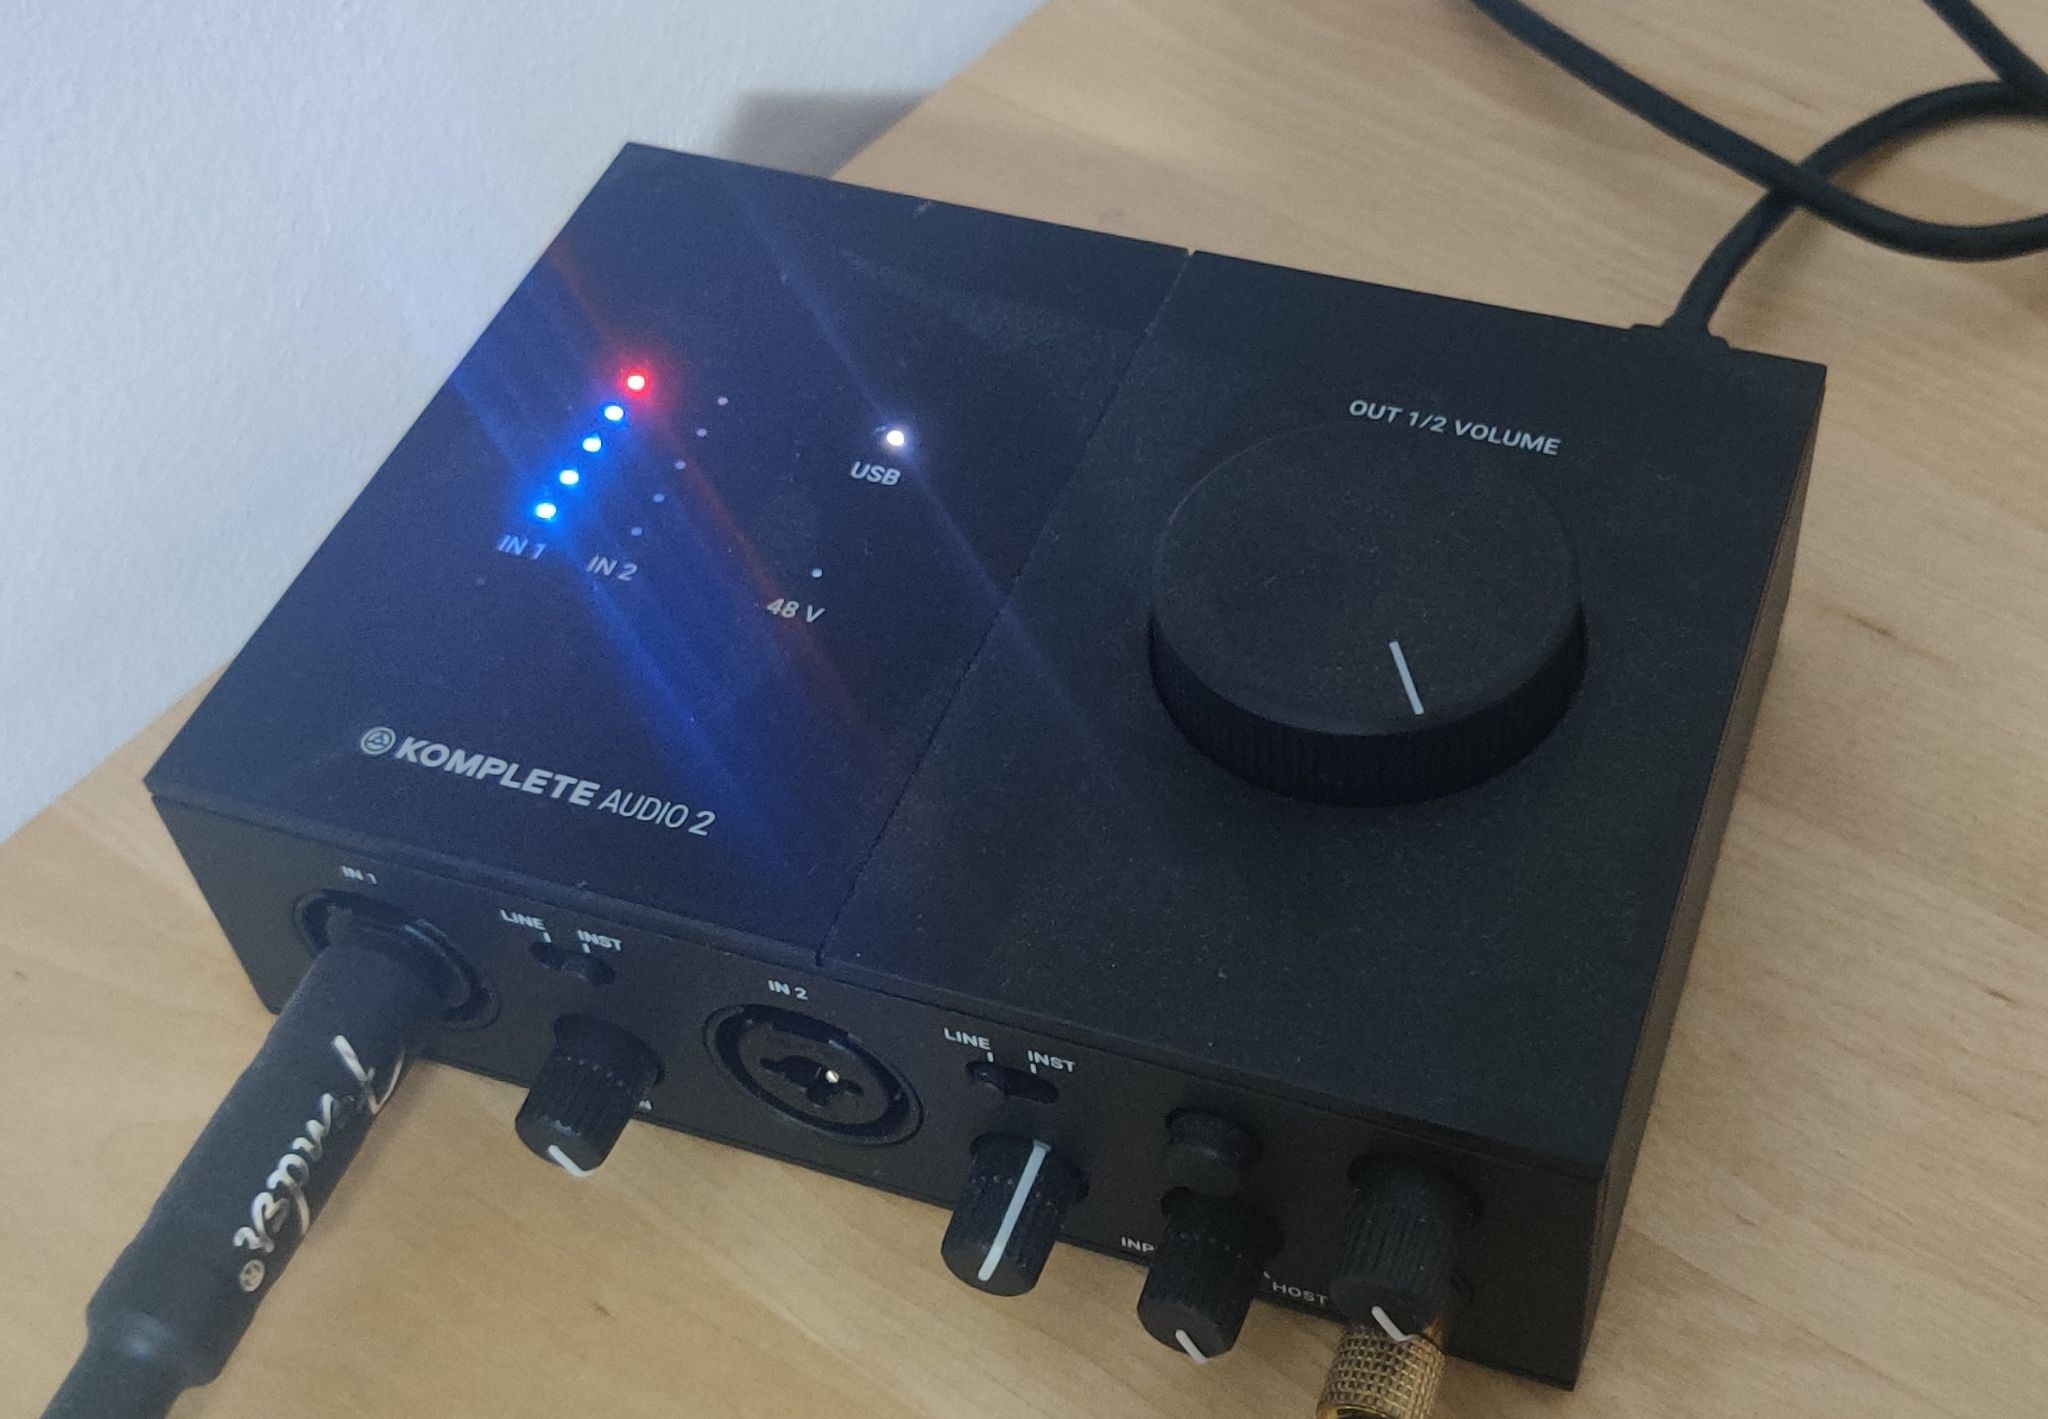 OUT 1/2 VOLUME
USB
IN 1
IN 2
48 V
KOMPLETE AUDIO 2
IN 1
LINE
INST
IN 2
LINE
INST
HOST